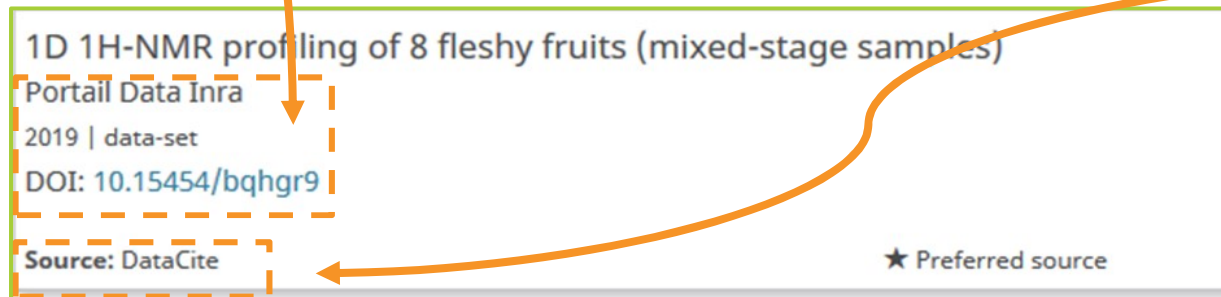 1D 1H-NMR profiling of 8 fleshy fruits (mixed-stage samples)
Portail Data Inra
2019 | data-set
DOI: 10.15454/bqhgr9
Source: DataCite
★ Preferred source